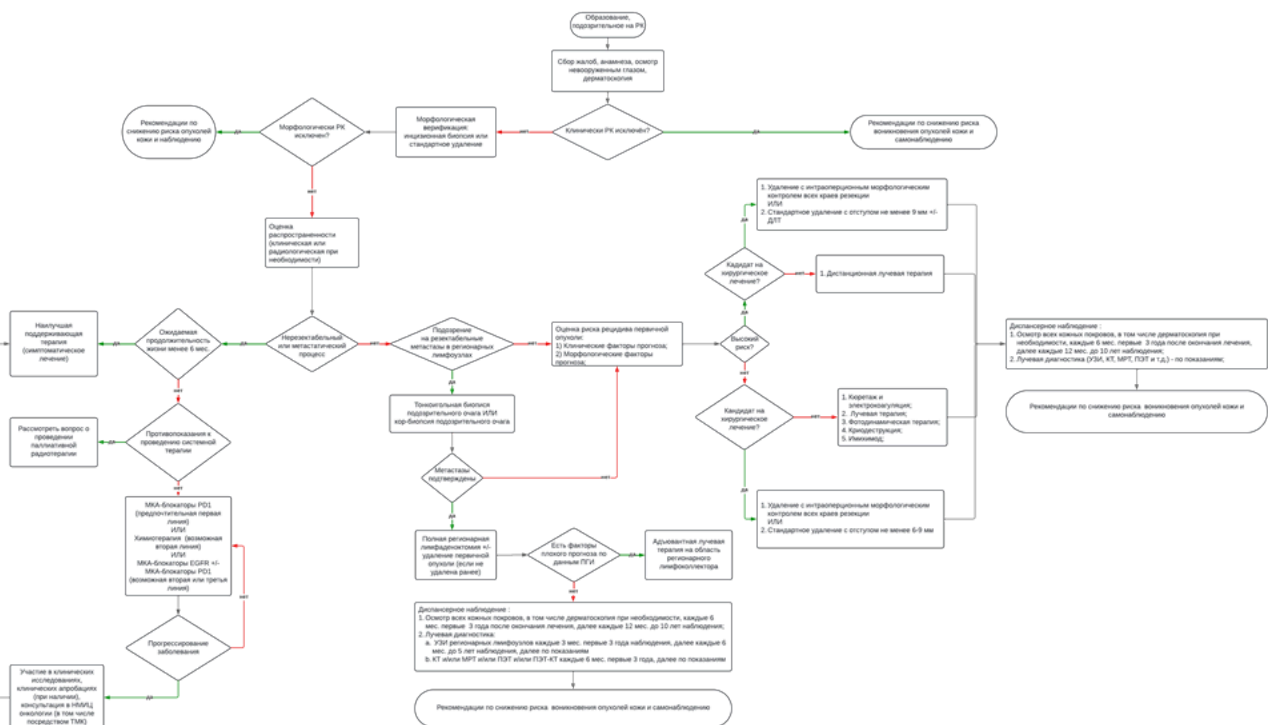 Образование,
подозрительное на РК
Сбор жалоб, анамнеза, осмотр
невооруженным глазом,
дерматоскопия
Клинически РК исключён?
нет
да
Рекомендации по снижению риска
возникновения опухолей кожи и
самонаблюдению
Морфологическая
верификация:
инцизионная биопсия или
стандартное удаление
Морфологически РК
исключен?
да
нет
Рекомендации по
снижению риска опухолей
кожи и наблюдению
Оценка
распространенности
(клиническая или
радиологическая при
необходимости)
Нерезектабельный
или метастатический
процесс
да
нет
Ожидаемая
продолжительность
жизни менее 6 мес.
да
нет
Наилучшая
поддерживающая
терапия
(симптоматическое
лечение)
Противопоказания к
проведению системной
терапии
да
нет
Рассмотреть вопрос о
проведении
паллиативной
радиотерапии
МКА-блокаторы PD1
(предпочтительная первая
линия)
ИЛИ
Химиотерапия (возможная
вторая линия)
ИЛИ
МКА-блокаторы EGFR +/-
МКА-блокаторы PD1
(возможная вторая или третья
линия)
Прогрессирование
заболевания
нет
да
Участие в клинических
исследованиях,
клинических апробациях
(при наличии),
консультация в НМИЦ
онкологии (в том числе
посредством ТМК)
Подозрение
на резектабельные
метастазы в регионарных
лимфоузлах
нет
да
Тонкоигольная биописия
подозрительного очага ИЛИ
кор-биопсия подозрительного очага
Метастазы
подтверждены
нет
да
Полная регионарная
лимфаденоктомия +/-
удаление первичной
опухоли (если не
удалена ранее)
Есть факторы
плохого прогноза по
данным ПГИ
да
нет
Адъювантная лучевая
терапия на область
регионарного
лимфоколлектора
Диспансерное наблюдение :
1. Осмотр всех кожных покровов, в том числе дерматоскопия при необходимости, каждые 6
мес. первые 3 года после окончания лечения, далее каждые 12 мес. до 10 лет наблюдения;
2. Лучевая диагностика:
a. УЗИ регионарных лмифоузлов каждые 3 мес. первые 3 года наблюдения, далее каждые 6
мес. до 5 лет наблюдения, далее по показаниям
b. КТ и/или МРТ и/или ПЭТ и/или ПЭТ-КТ каждые 6 мес. первые 3 года, далее по показаниям
Рекомендации по снижению риска возникновения опухолей кожи и самонаблюдению
Оценка риска рецидива первичной
опухоли:
1) Клинические факторы прогноза;
2) Морфологические факторы
прогноза;
Высокий
риск?
да
нет
Кадидат на
хирургическое
лечение?
да
нет
1. Удаление с интраоперционим морфологическим
контролем всех краев резекции
ИЛИ
2. Стандартное удаление с отступом не менее 9 мм +/-
ДЛТ
1. Дистанционная лучевая терапия
Кандидат на
хирургическое
лечение?
нет
да
1. Кюретаж и
электрокоагуляция;
2. Лучевая терапия;
3. Фотодинамическая терапия;
4. Криодеструкция;
5. Имихимод;
1. Удаление с интраоперционим морфологическим
контролем всех краев резекции
ИЛИ
2. Стандартное удаление с отступом не менее 6-9 мм
Диспансерное наблюдение :
1. Осмотр всех кожных покровов, в том числе дерматоскопия при
необходимости, каждые 6 мес. первые 3 года после окончания лечения,
далее каждые 12 мес. до 10 лет наблюдения;
2. Лучевая диагностика (УЗИ, КТ, МРТ, ПЭТ и т.д.) - по показаниям;
Рекомендации по снижению риска возникновения опухолей кожи и
самонаблюдению